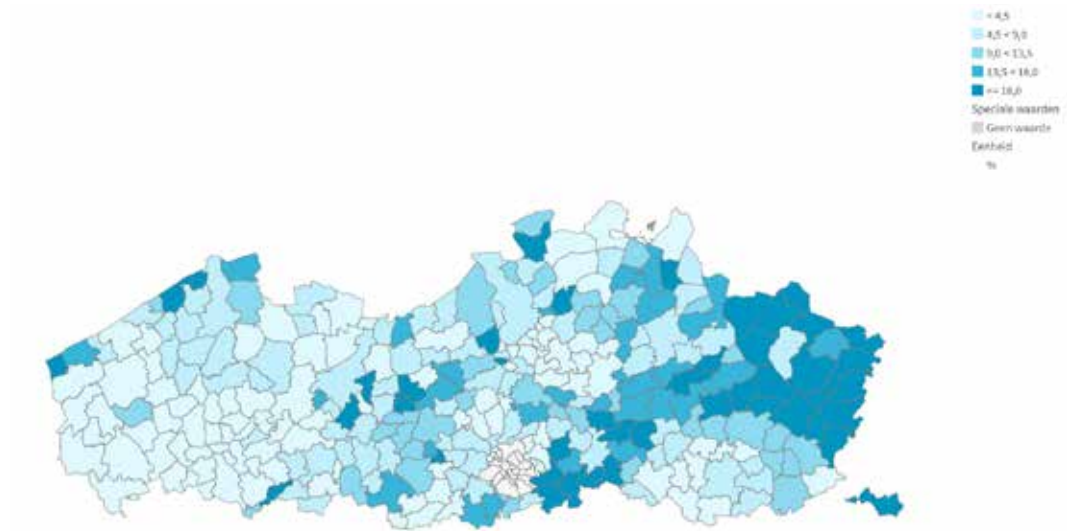 < 4,5
4,5 < 9,0
9,0 < 13,5
13,5 < 18,0
>= 18,0
Speciale waarden
Geen waarde
Eenheid
%